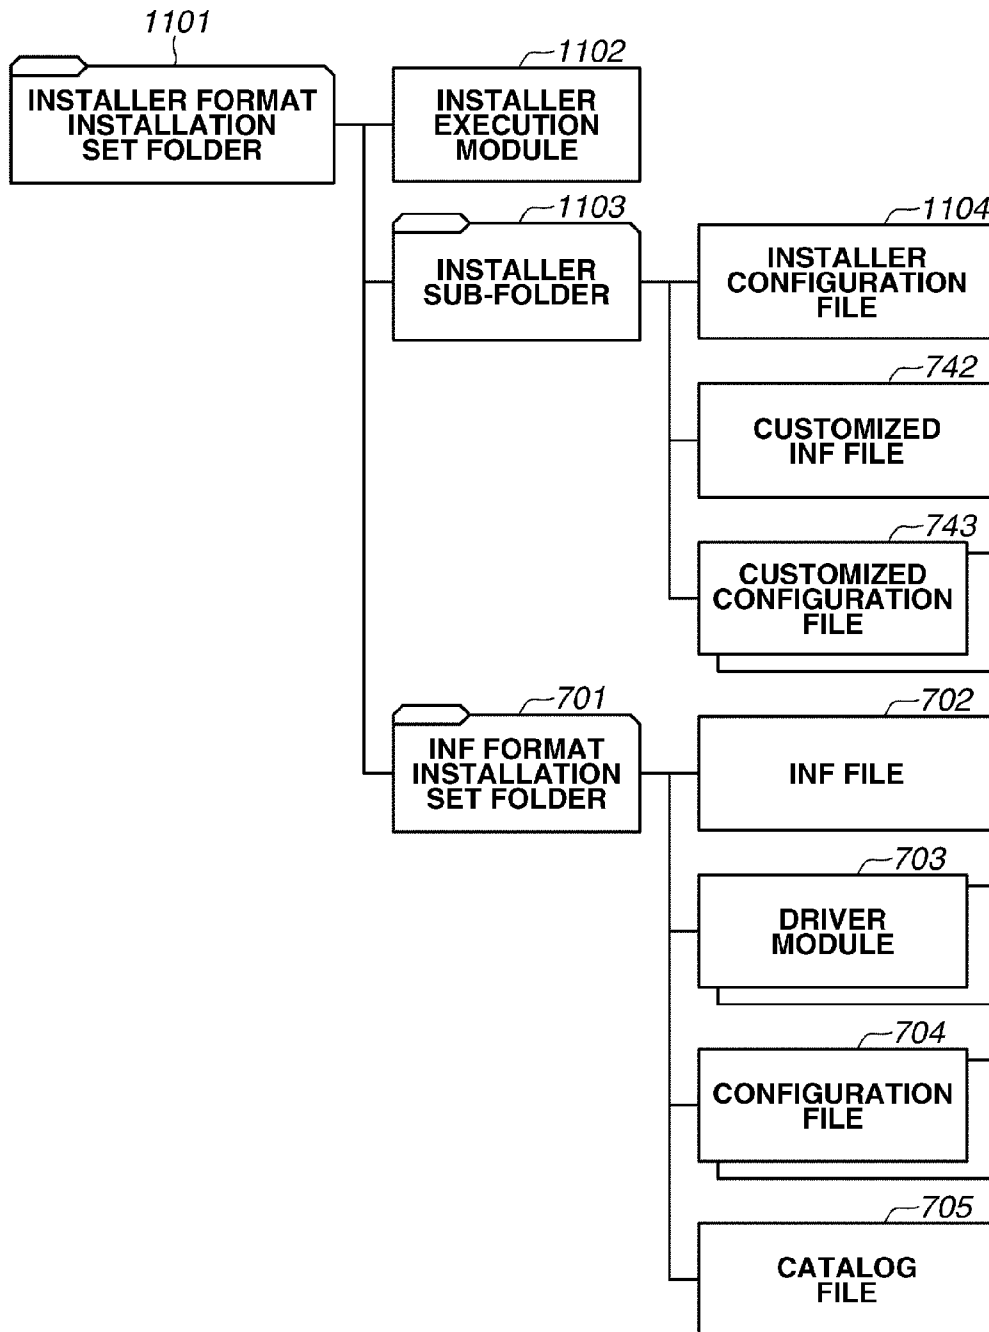 1101
INSTALLER FORMAT
INSTALLATION
SET FOLDER
1102
INSTALLER
EXECUTION
MODULE
1103
INSTALLER
SUB-FOLDER
1104
INSTALLER
CONFIGURATION
FILE
742
CUSTOMIZED
INF FILE
743
CUSTOMIZED
CONFIGURATION
FILE
701
INF FORMAT
INSTALLATION
SET FOLDER
702
INF FILE
703
DRIVER
MODULE
704
CONFIGURATION
FILE
705
CATALOG
FILE